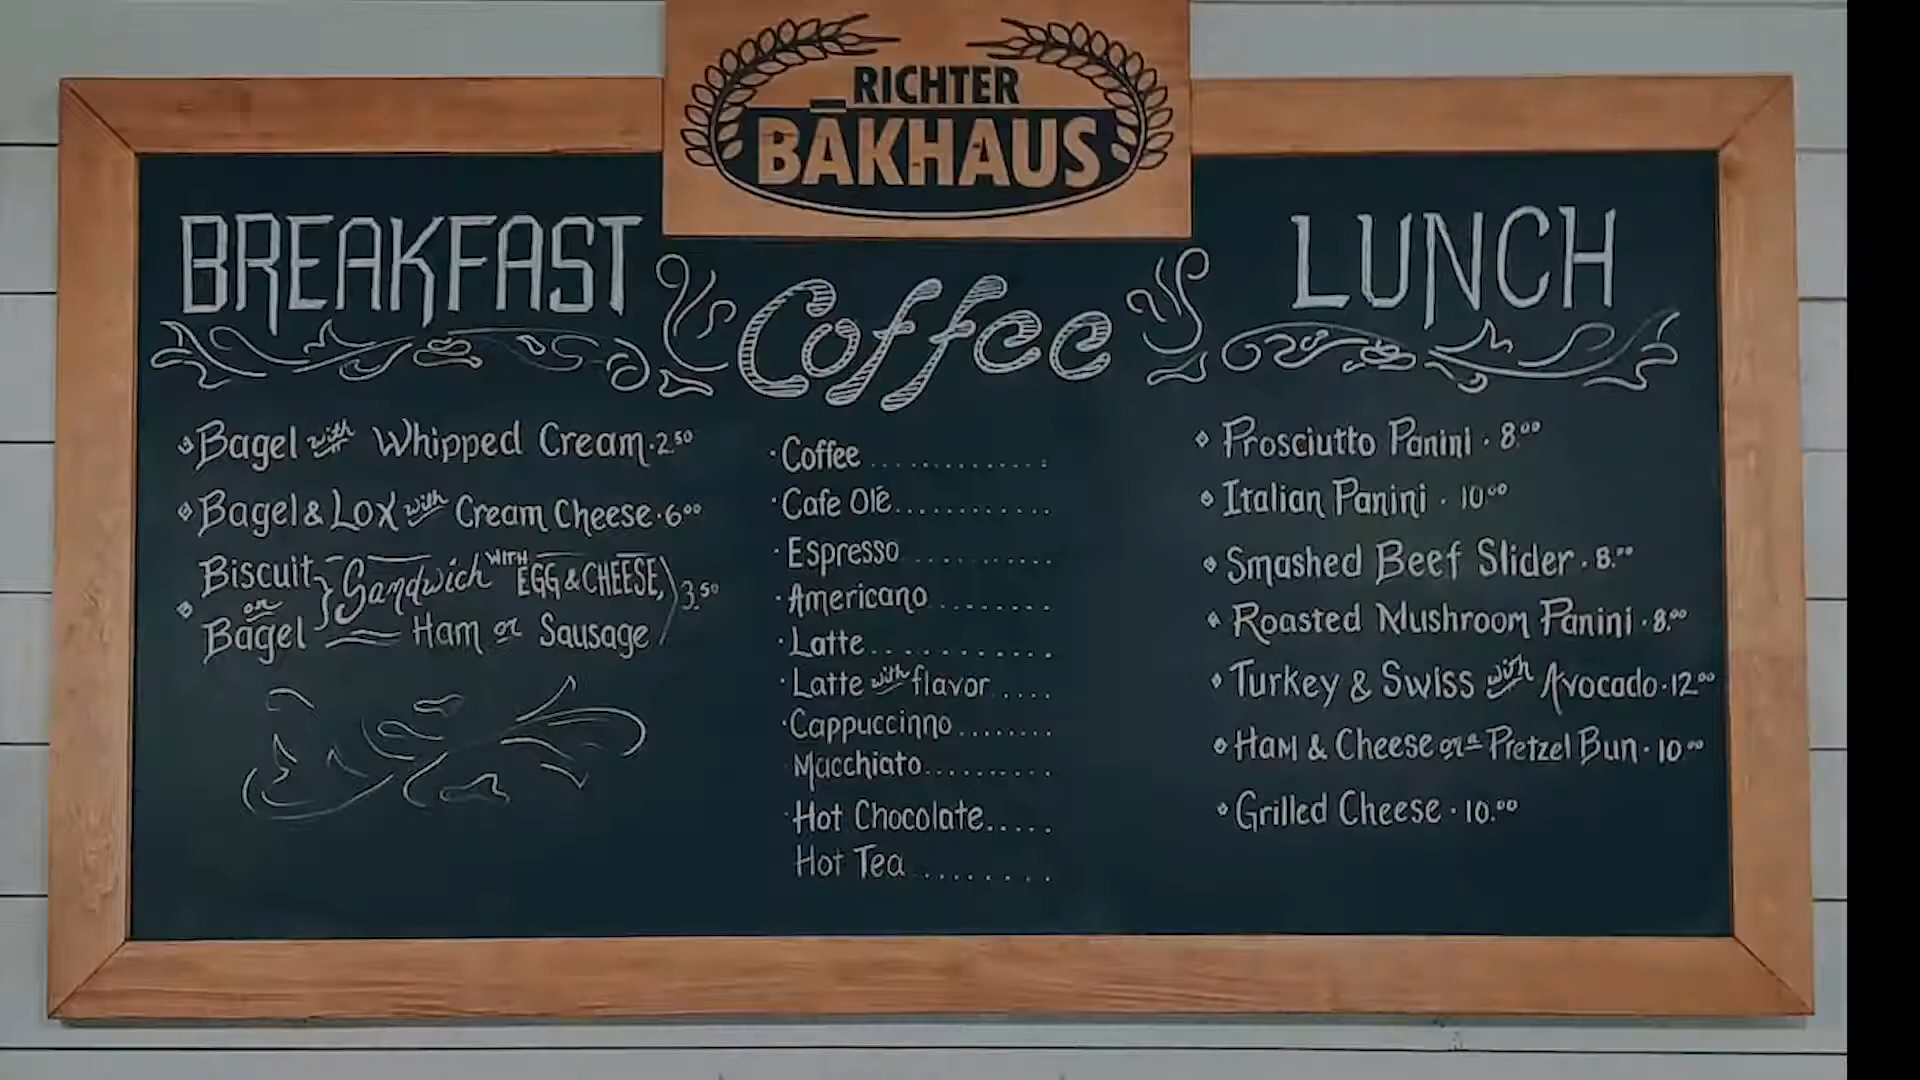 RICHTER
BĀKHAUS
BREAKFAST
Bagel with Whipped Cream · 2.50
Bagel & Lox with Cream Cheese · 6.00
Biscuit or Bagel } Sandwich WITH EGG & CHEESE, Ham or Sausage 3.50
Coffee
Coffee
Cafe Olé
Espresso
Americano
Latte
Latte with flavor
Cappuccinno
Macchiato
Hot Chocolate
Hot Tea
LUNCH
Prosciutto Panini · 8.00
Italian Panini · 10.00
Smashed Beef Slider · 8.00
Roasted Mushroom Panini · 8.00
Turkey & Swiss with Avocado · 12.00
Ham & Cheese on a Pretzel Bun · 10.00
Grilled Cheese · 10.00